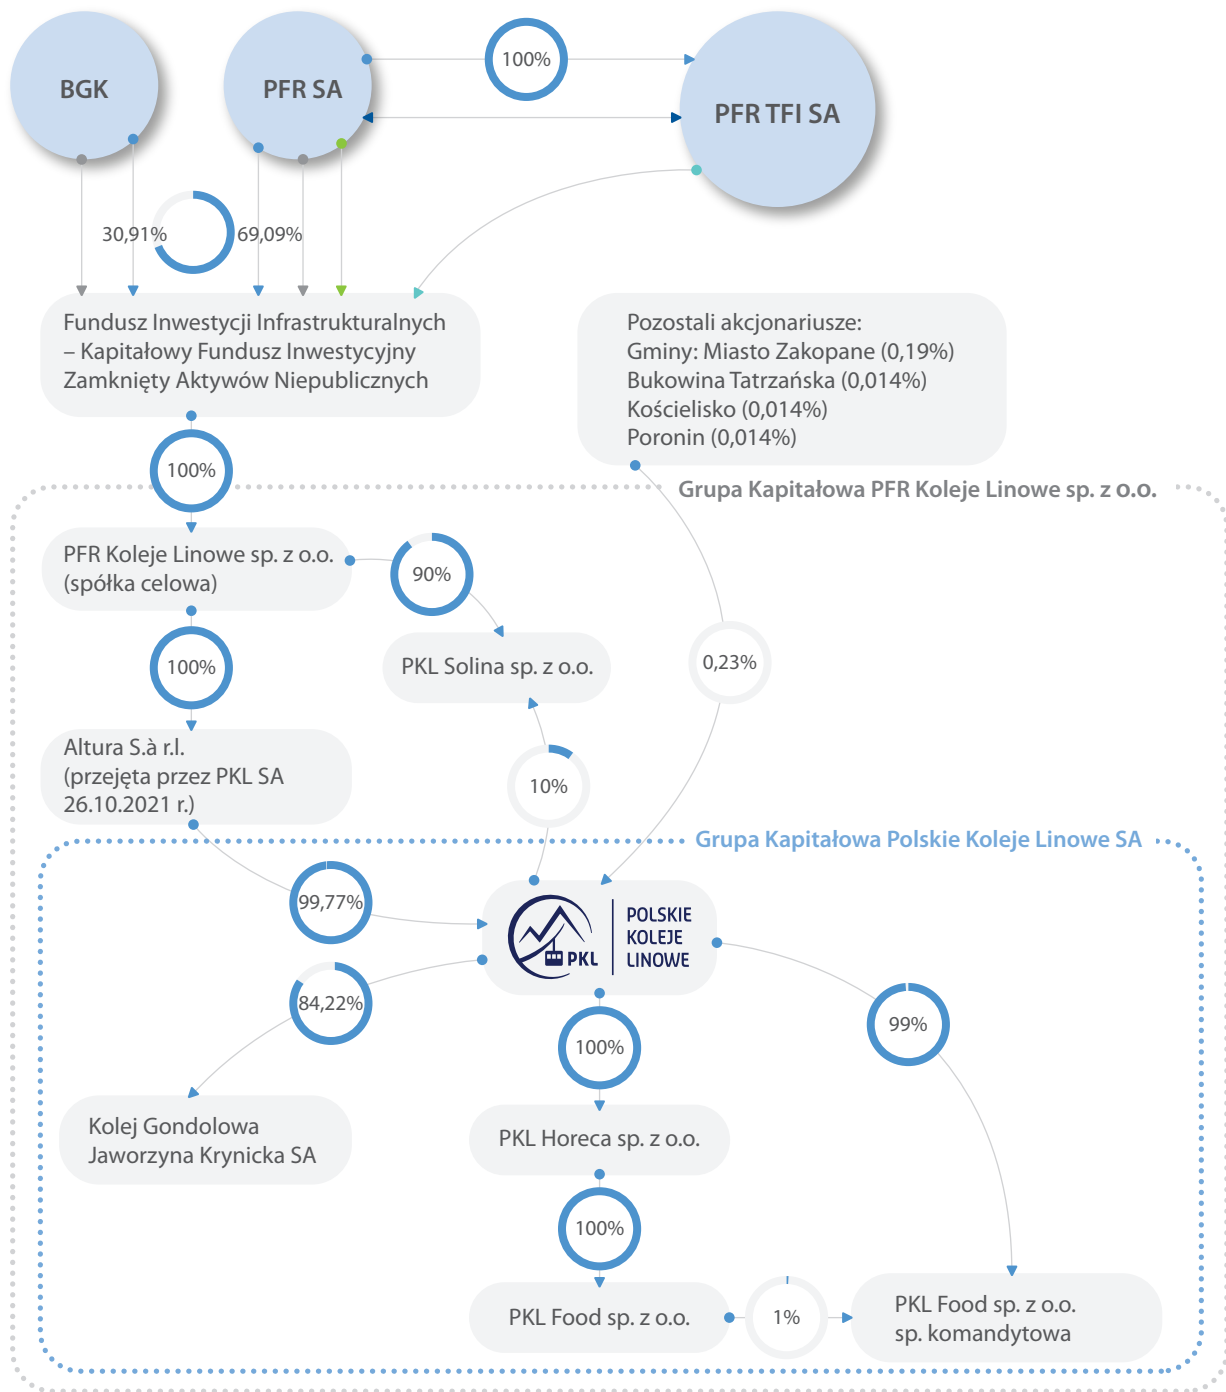 BGK
PFR SA
100%
PFR TFI SA
30,91%
69,09%
Fundusz Inwestycji Infrastrukturalnych
– Kapitałowy Fundusz Inwestycyjny
Zamknięty Aktywów Niepublicznych
Pozostali akcjonariusze:
Gminy: Miasto Zakopane (0,19%)
Bukowina Tatrzańska (0,014%)
Kościelisko (0,014%)
Poronin (0,014%)
100%
Grupa Kapitałowa PFR Koleje Linowe sp. z o.o.
PFR Koleje Linowe sp. z o.o.
(spółka celowa)
90%
100%
PKL Solina sp. z o.o.
0,23%
Altura S.à r.l.
(przejęta przez PKL SA
26.10.2021 r.)
10%
Grupa Kapitałowa Polskie Koleje Linowe SA
99,77%
PKL
POLSKIE
KOLEJE
LINOWE
84,22%
99%
100%
Kolej Gondolowa
Jaworzyna Krynicka SA
PKL Horeca sp. z o.o.
100%
PKL Food sp. z o.o.
1%
PKL Food sp. z o.o.
sp. komandytowa